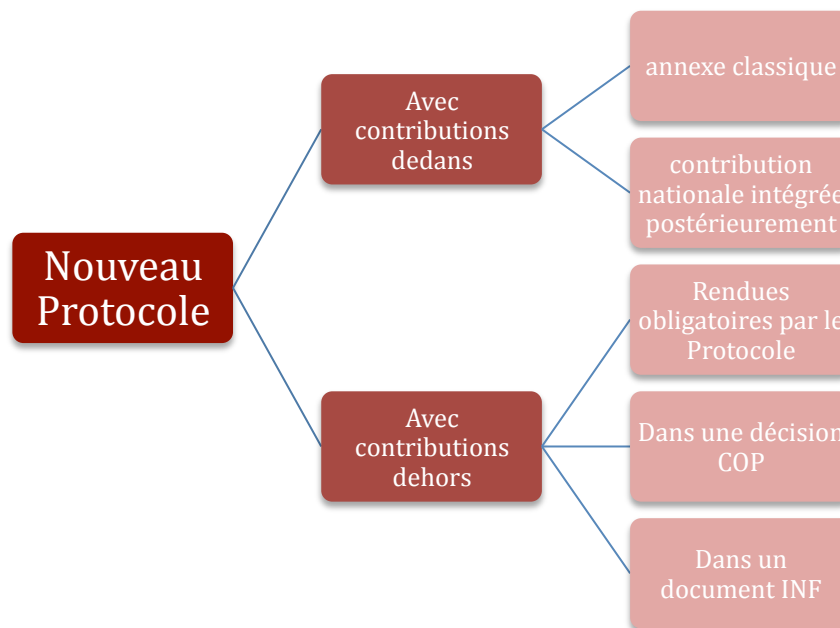 Nouveau
Protocole
Avec
contributions
dedans
annexe classique
contribution
nationale intégrée
postérieurement
Avec
contributions
dehors
Rendues
obligatoires par le
Protocole
Dans une décision
COP
Dans un
document INF